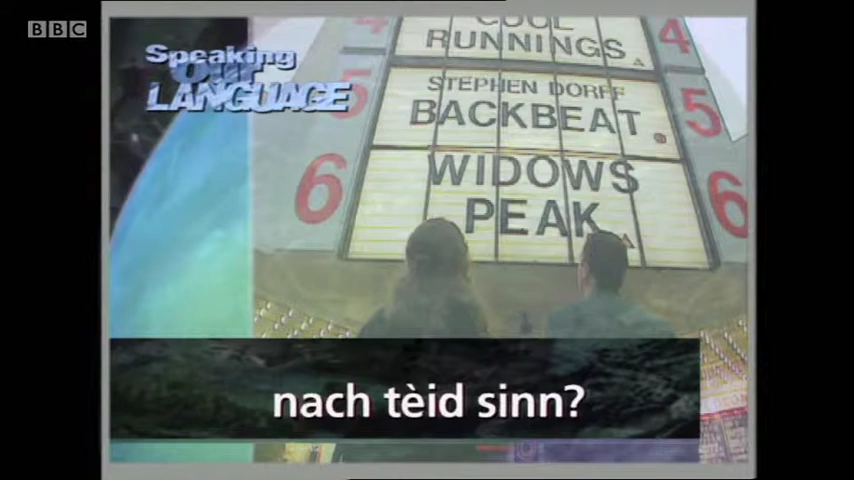 BBC
Speaking
OUR
LANGUAGE
4 COOL 4
RUNNINGS A
5 STEPHEN DORFF 5
BACKBEAT
6 WIDOWS 6
PEAK
nach tèid sinn?